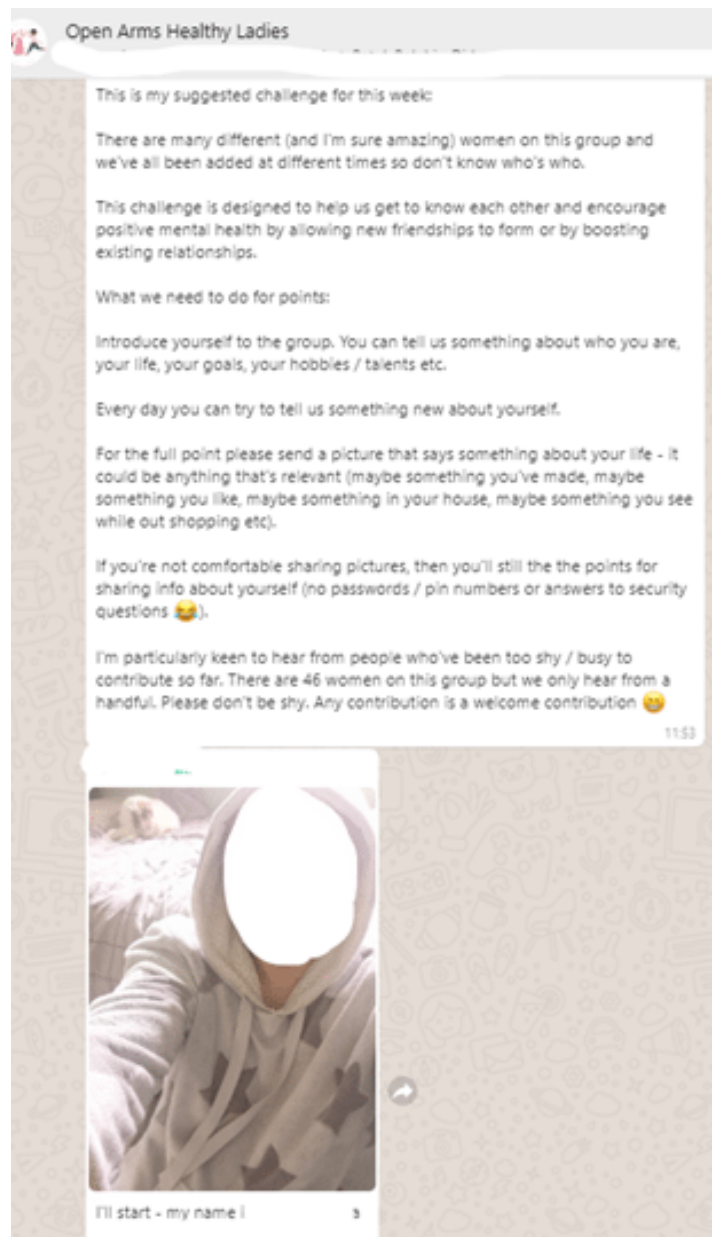 Open Arms Healthy Ladies
This is my suggested challenge for this week:
There are many different (and I'm sure amazing) women on this group and
we've all been added at different times so don't know who's who.
This challenge is designed to help us get to know each other and encourage
positive mental health by allowing new friendships to form or by boosting
existing relationships.
What we need to do for points:
Introduce yourself to the group. You can tell us something about who you are,
your life, your goals, your hobbies / talents etc.
Every day you can try to tell us something new about yourself.
For the full point please send a picture that says something about your life - it
could be anything that's relevant (maybe something you've made, maybe
something you like, maybe something in your house, maybe something you see
while out shopping etc).
If you're not comfortable sharing pictures, then you'll still the the points for
sharing info about yourself (no passwords / pin numbers or answers to security
questions 😂).
I'm particularly keen to hear from people who've been too shy / busy to
contribute so far. There are 46 women on this group but we only hear from a
handful. Please don't be shy. Any contribution is a welcome contribution 😁
11:53
I'll start - my name i